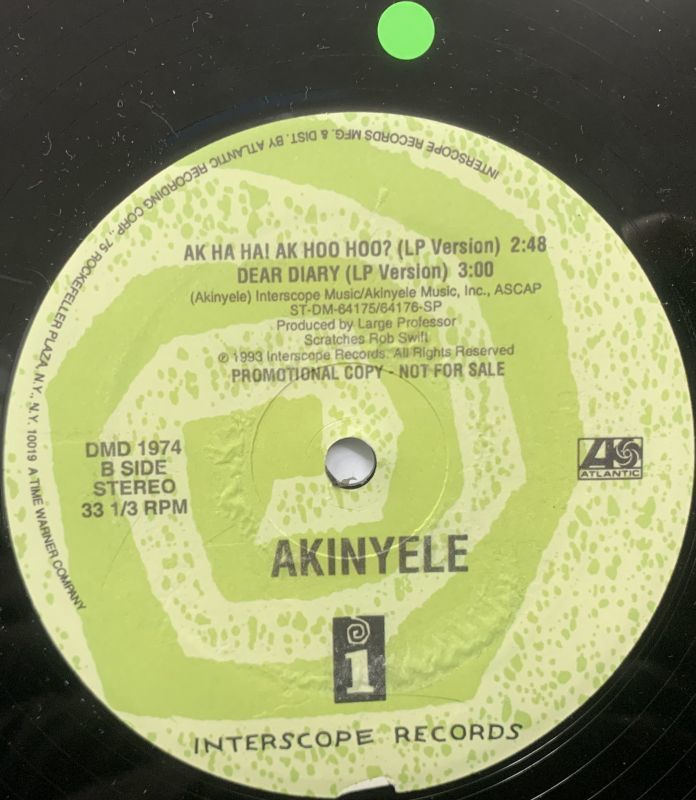 INTERSCOPE RECORDS MFG. & DIST. BY ATLANTIC RECORDING CORP., 75 ROCKEFELLER PLAZA, N.Y., N.Y. 10019 A TIME WARNER COMPANY
AK HA HA! AK HOO HOO? (LP Version) 2:48
DEAR DIARY (LP Version) 3:00
(Akinyele) Interscope Music/Akinyele Music, Inc., ASCAP
ST-DM-64175/64176-SP
Produced by Large Professor
Scratches Rob Swift
℗ 1993 Interscope Records. All Rights Reserved
PROMOTIONAL COPY - NOT FOR SALE
DMD 1974
B SIDE
STEREO
33 1/3 RPM
ATLANTIC
AKINYELE
i
INTERSCOPE RECORDS